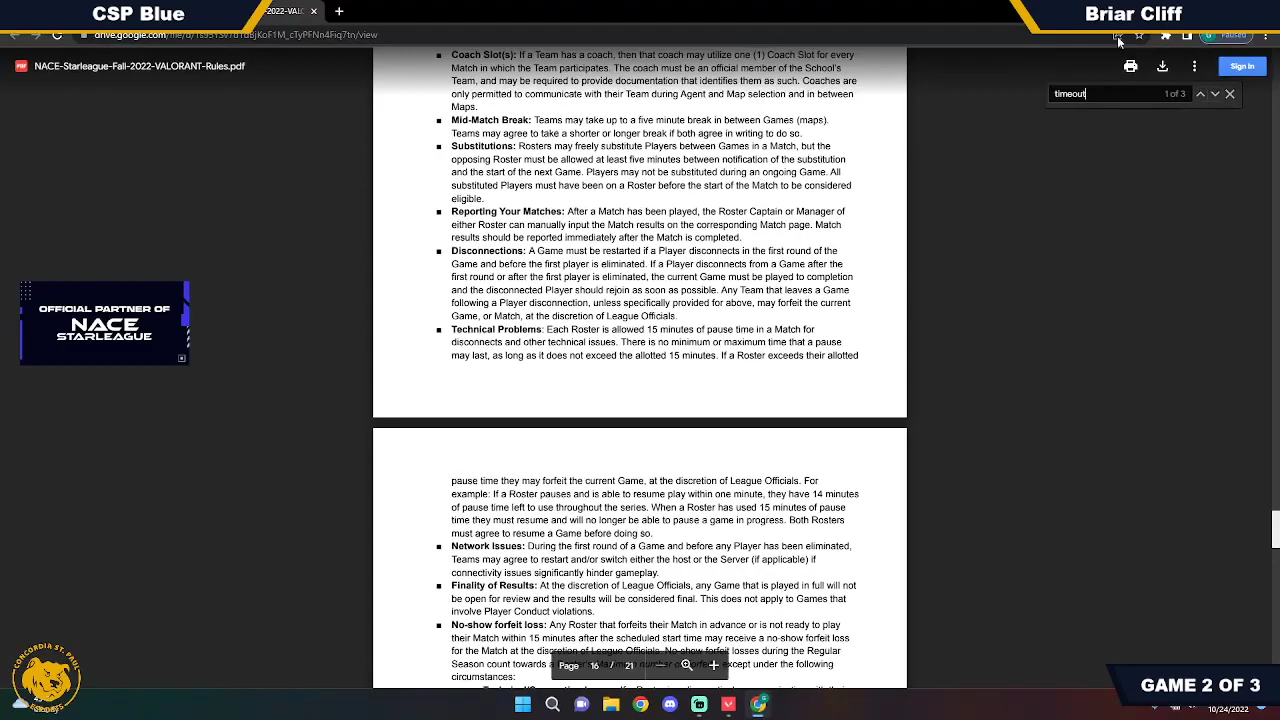 CSP Blue
Briar Cliff
2022-VALO
drive.google.com
Paused
NACE-Starleague-Fall-2022-VALORANT-Rules.pdf
Sign In
timeout
1 of 3
Coach Slot(s): If a Team has a coach, then that coach may utilize one (1) Coach Slot for every
Match in which the Team participates. The coach must be an official member of the School's
Team, and may be required to provide documentation that identifies them as such. Coaches are
only permitted to communicate with their Team during Agent and Map selection and in between
Maps.
■ Mid-Match Break: Teams may take up to a five minute break in between Games (maps).
Teams may agree to take a shorter or longer break if both agree in writing to do so.
■ Substitutions: Rosters may freely substitute Players between Games in a Match, but the
opposing Roster must be allowed at least five minutes between notification of the substitution
and the start of the next Game. Players may not be substituted during an ongoing Game. All
substituted Players must have been on a Roster before the start of the Match to be considered
eligible.
■ Reporting Your Matches: After a Match has been played, the Roster Captain or Manager of
either Roster can manually input the Match results on the corresponding Match page. Match
results should be reported immediately after the Match is completed.
■ Disconnections: A Game must be restarted if a Player disconnects in the first round of the
Game and before the first player is eliminated. If a Player disconnects from a Game after the
first round or after the first player is eliminated, the current Game must be played to completion
and the disconnected Player should rejoin as soon as possible. Any Team that leaves a Game
following a Player disconnection, unless specifically provided for above, may forfeit the current
Game, or Match, at the discretion of League Officials.
■ Technical Problems: Each Roster is allowed 15 minutes of pause time in a Match for
disconnects and other technical issues. There is no minimum or maximum time that a pause
may last, as long as it does not exceed the allotted 15 minutes. If a Roster exceeds their allotted
OFFICIAL PARTNER OF
NACE
STARLEAGUE
pause time they may forfeit the current Game, at the discretion of League Officials. For
example: If a Roster pauses and is able to resume play within one minute, they have 14 minutes
of pause time left to use throughout the series. When a Roster has used 15 minutes of pause
time they must resume and will no longer be able to pause a game in progress. Both Rosters
must agree to resume a Game before doing so.
■ Network Issues: During the first round of a Game and before any Player has been eliminated,
Teams may agree to restart and/or switch either the host or the Server (if applicable) if
connectivity issues significantly hinder gameplay.
■ Finality of Results: At the discretion of League Officials, any Game that is played in full will not
be open for review and the results will be considered final. This does not apply to Games that
involve Player Conduct violations.
■ No-show forfeit loss: Any Roster that forfeits their Match in advance or is not ready to play
their Match within 15 minutes after the scheduled start time may receive a no-show forfeit loss
for the Match at the discretion of League Officials. No-show forfeit losses during the Regular
Season count towards a except under the following
circumstances:
Page 16 / 21
CONCORDIA ST. PAUL
GAME 2 OF 3
10/24/2022